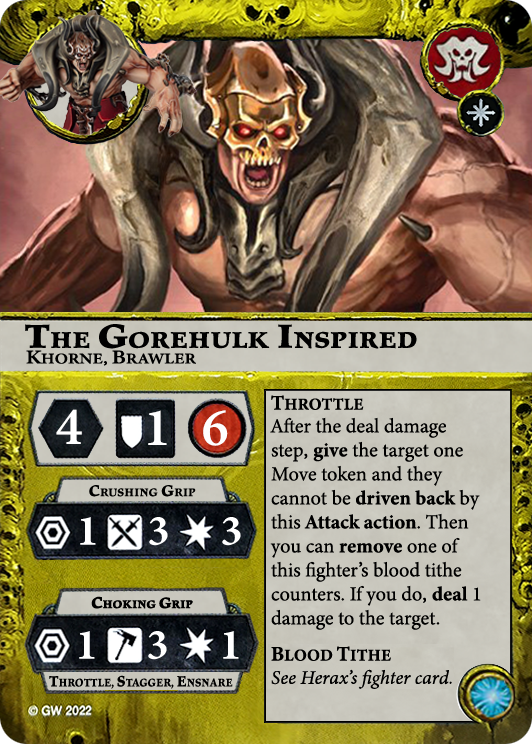 The Gorehulk Inspired
Khorne, Brawler
4 1 6
Crushing Grip
1 3 3
Choking Grip
1 3 1
Throttle, Stagger, Ensnare
© GW 2022
Throttle
After the deal damage
step, give the target one
Move token and they
cannot be driven back by
this Attack action. Then
you can remove one of
this fighter's blood tithe
counters. If you do, deal 1
damage to the target.
Blood Tithe
See Herax's fighter card.